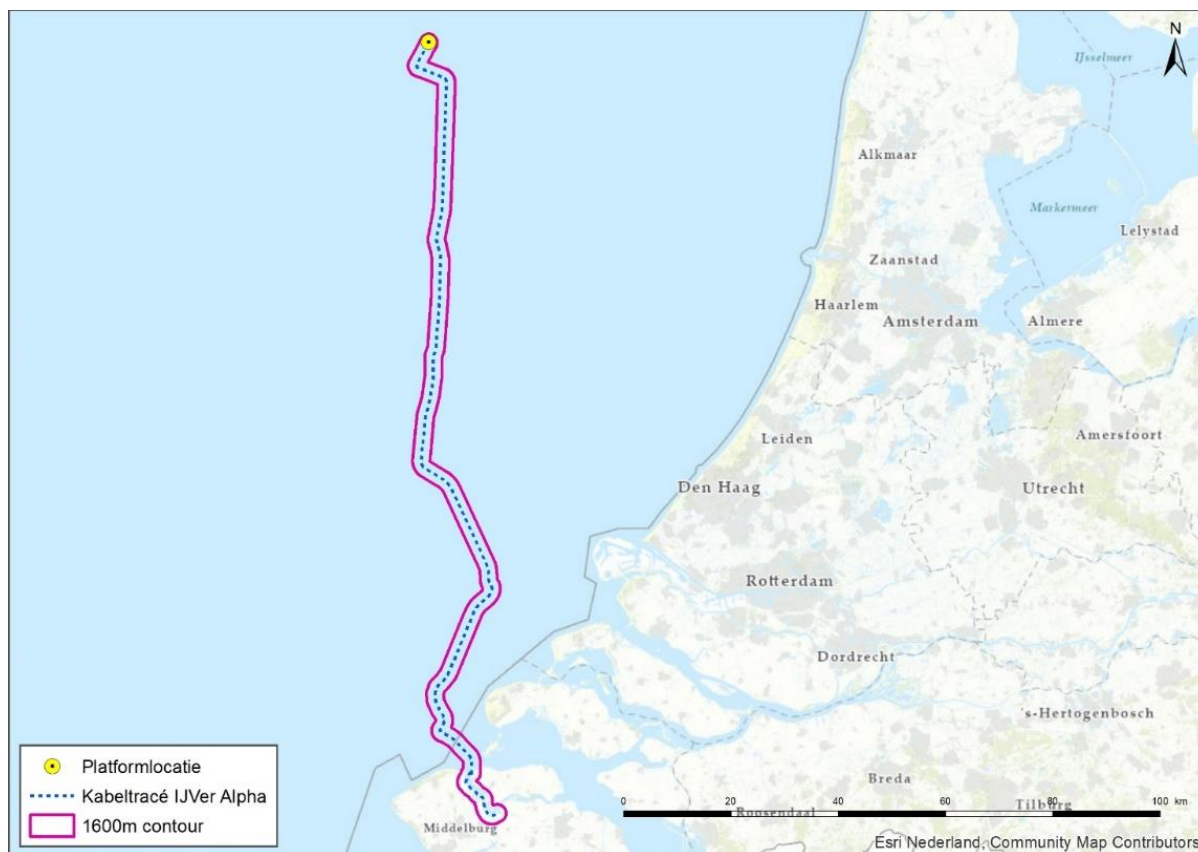 N
IJsselmeer
Alkmaar
Markermeer
Lelystad
Zaanstad
Haarlem
Amsterdam
Almere
Leiden
Amersfoort
Den Haag
Utrecht
Rotterdam
Dordrecht
's-Hertogenbosch
Breda
Tilburg
Roosendaal
Middelburg
0 20 40 60 80 100 km
Platformlocatie
Kabeltracé IJVer Alpha
1600m contour
Esri Nederland, Community Map Contributors